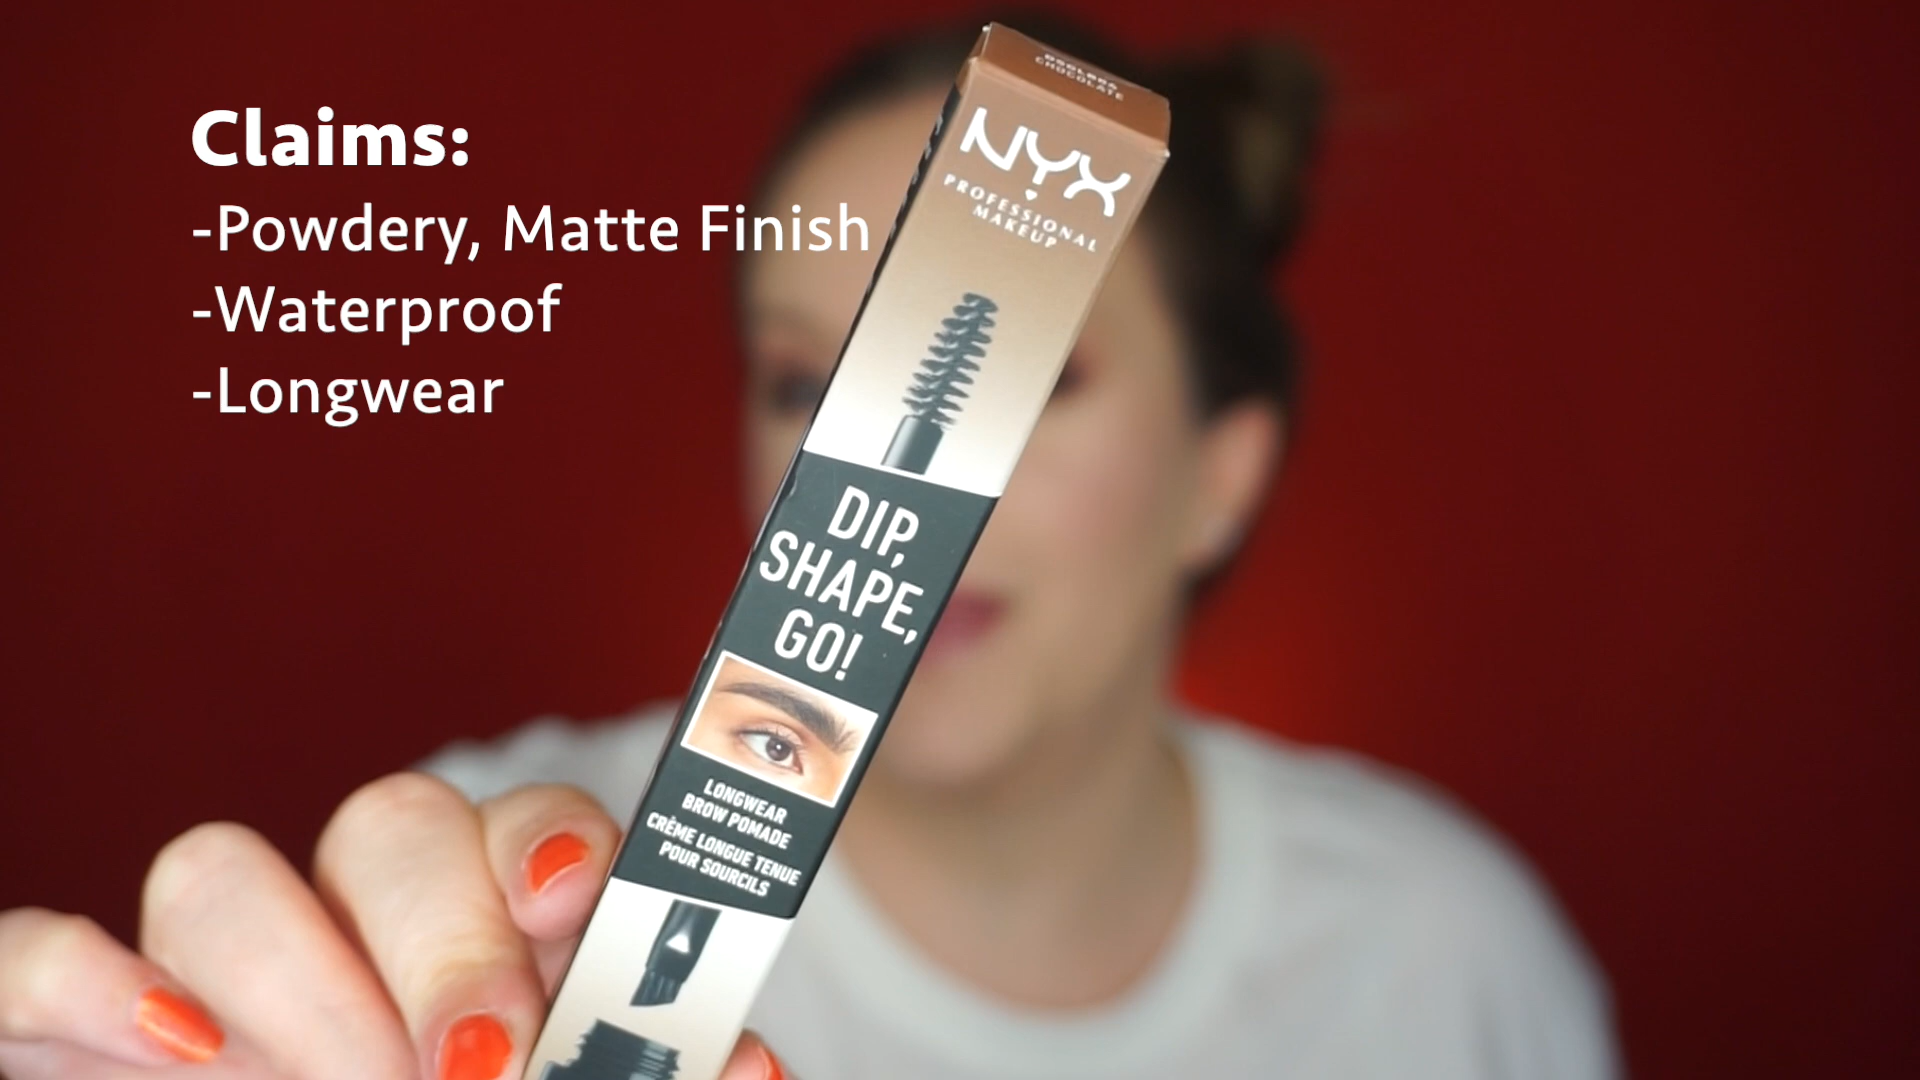 Claims:
-Powdery, Matte Finish
-Waterproof
-Longwear
CHOCOLATE
NYX
PROFESSIONAL
MAKEUP
DIP,
SHAPE,
GO!
LONGWEAR
BROW POMADE
CRÈME LONGUE TENUE
POUR SOURCILS